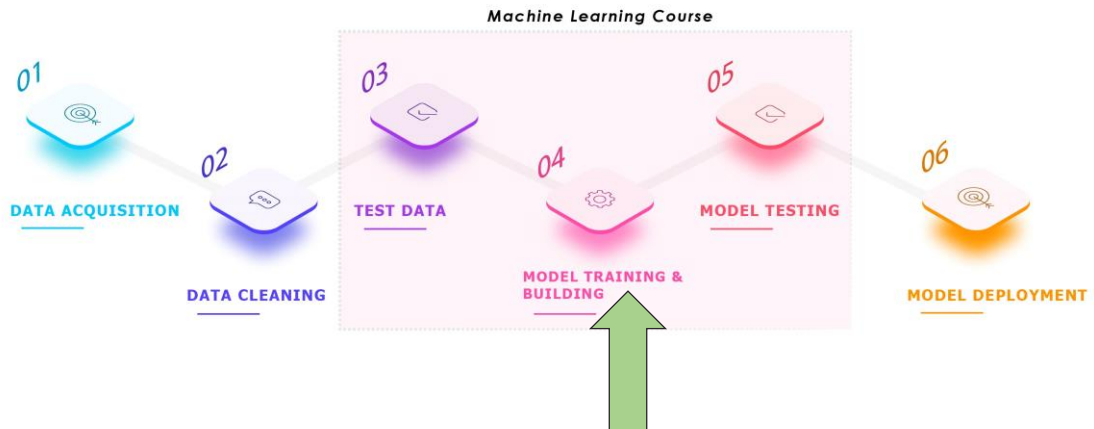 Machine Learning Course
01
DATA ACQUISITION
02
DATA CLEANING
03
TEST DATA
04
MODEL TRAINING &
BUILDING
05
MODEL TESTING
06
MODEL DEPLOYMENT